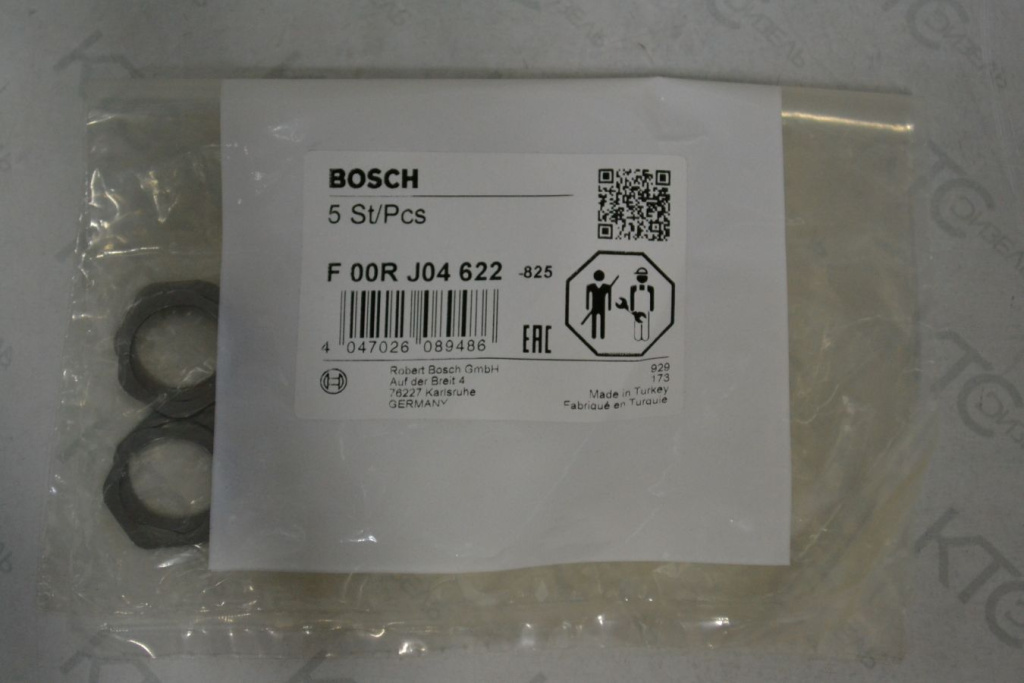 BOSCH
5 St/Pcs
F 00R J04 622 -825
4 047026 089486
EAC
Robert Bosch GmbH
Auf der Breit 4
76227 Karlsruhe
GERMANY
929
173
Made in Turkey
Fabriqué en Turquie